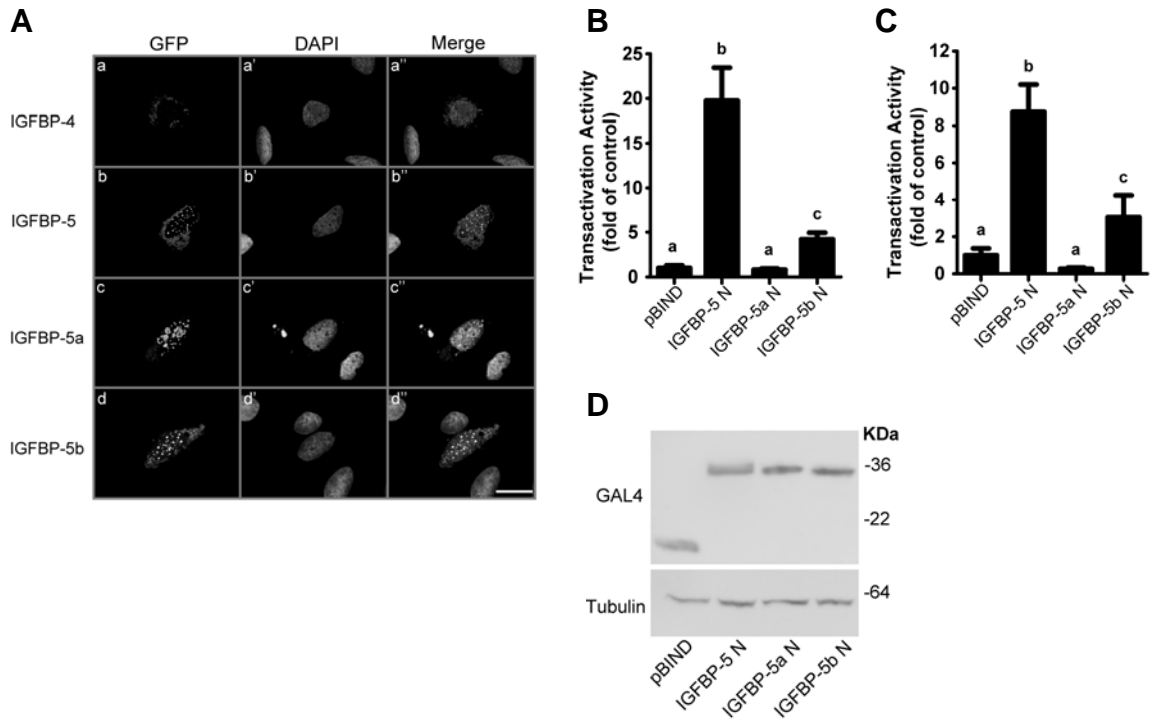 A
GFP DAPI Merge
IGFBP-4
a a' a''
IGFBP-5
b b' b''
IGFBP-5a
c c' c''
IGFBP-5b
d d' d''
B
Transactivation Activity
(fold of control)
25
20
15
10
5
0
a b a c
pBIND IGFBP-5 N IGFBP-5a N IGFBP-5b N
C
Transactivation Activity
(fold of control)
12
10
8
6
4
2
0
a b a c
pBIND IGFBP-5 N IGFBP-5a N IGFBP-5b N
D
KDa
GAL4
-36
-22
Tubulin
-64
pBIND IGFBP-5 N IGFBP-5a N IGFBP-5b N